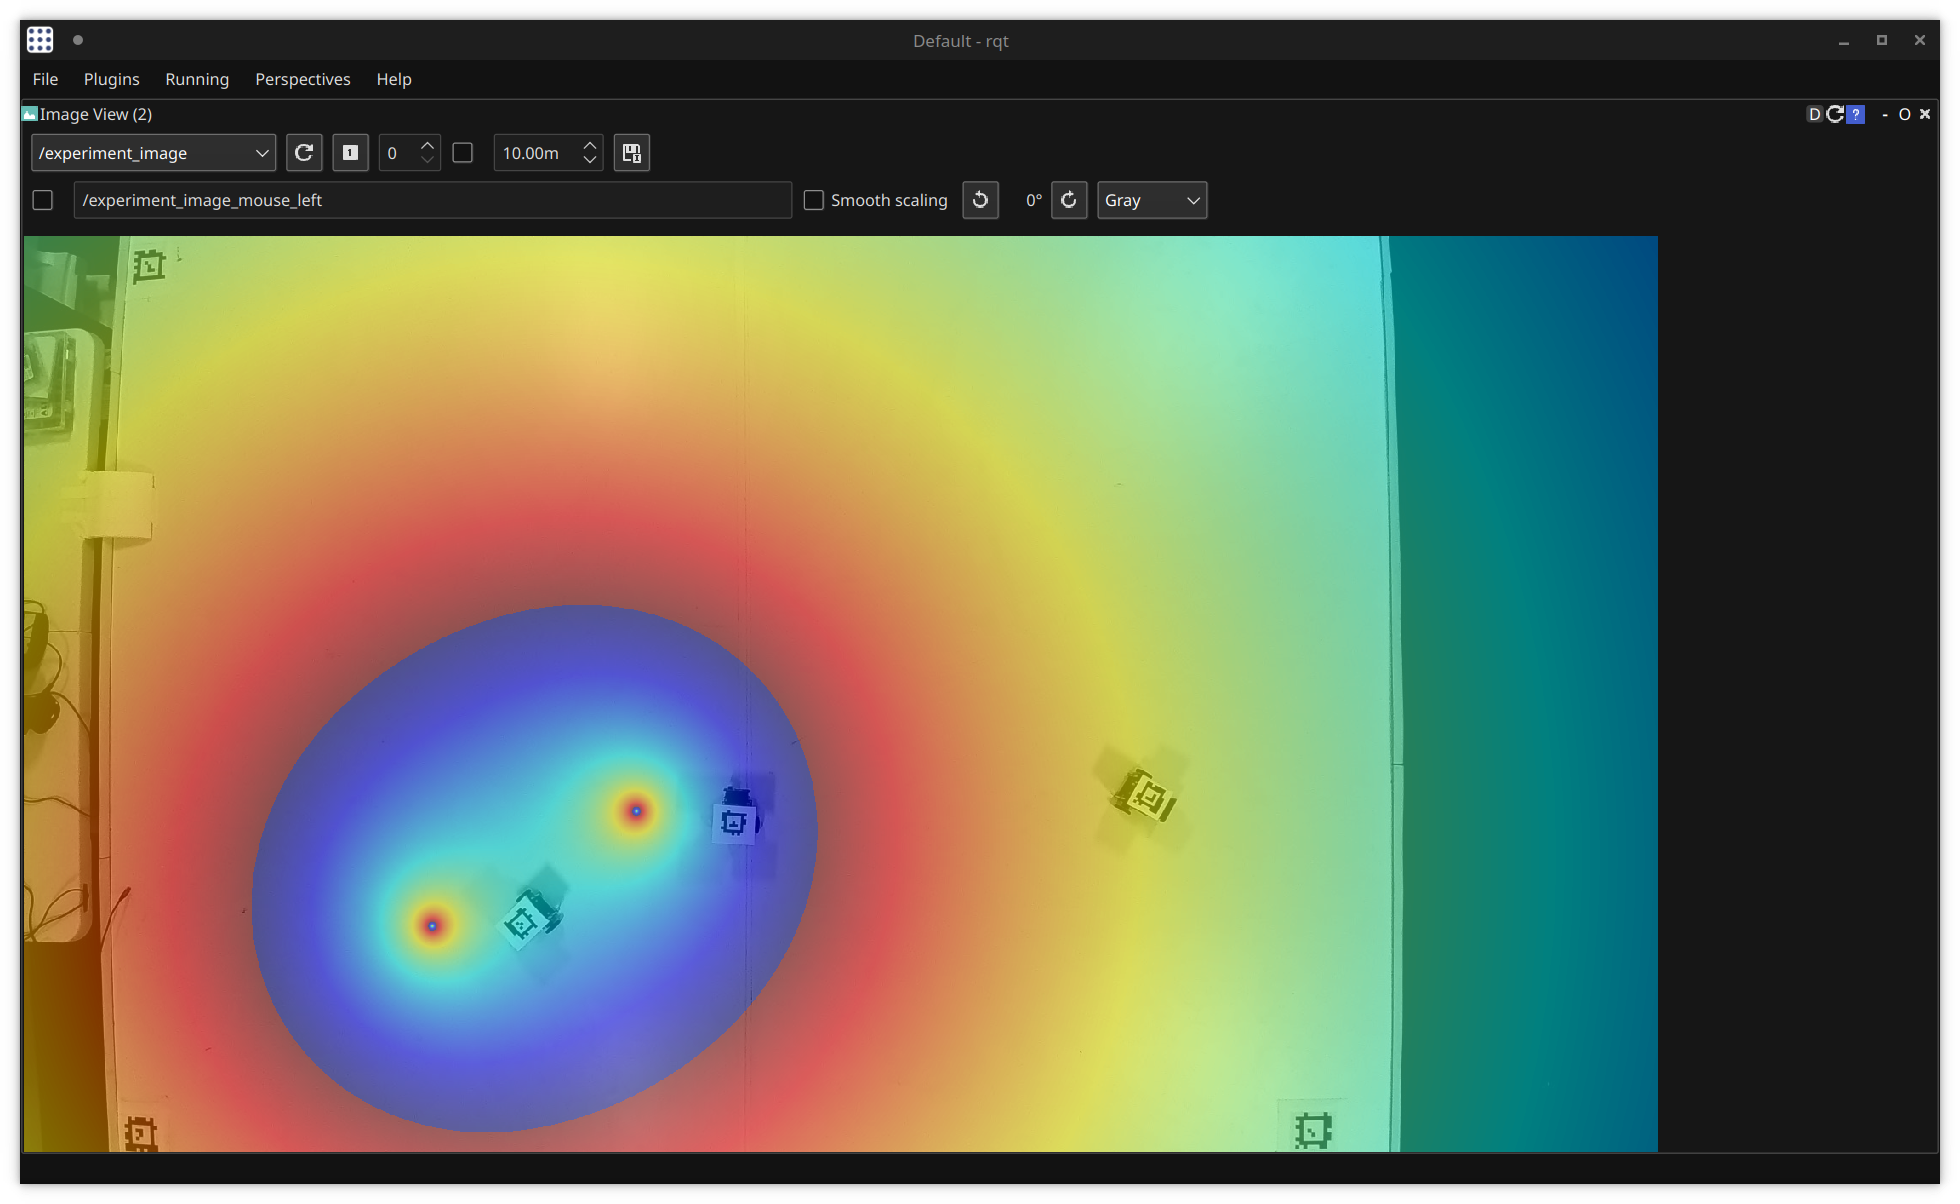 Default - rqt
File Plugins Running Perspectives Help
Image View (2) D ? - O
/experiment_image 1 0 10.00m
/experiment_image_mouse_left Smooth scaling 0° Gray